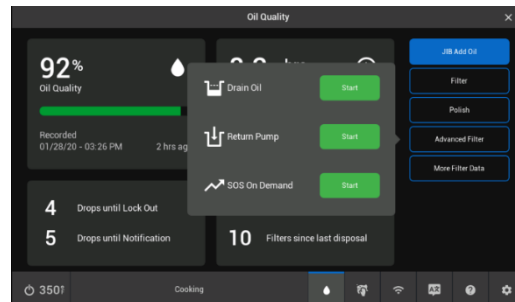 Oil Quality
92%
Oil Quality
Recorded
01/28/20 - 03:26 PM
2 hrs ag
4 Drops until Lock Out
5 Drops until Notification
10 Filters since last disposal
Drain Oil Start
Return Pump Start
SOS On Demand Start
JIB Add Oil
Filter
Polish
Advanced Filter
More Filter Data
350°
Cooking